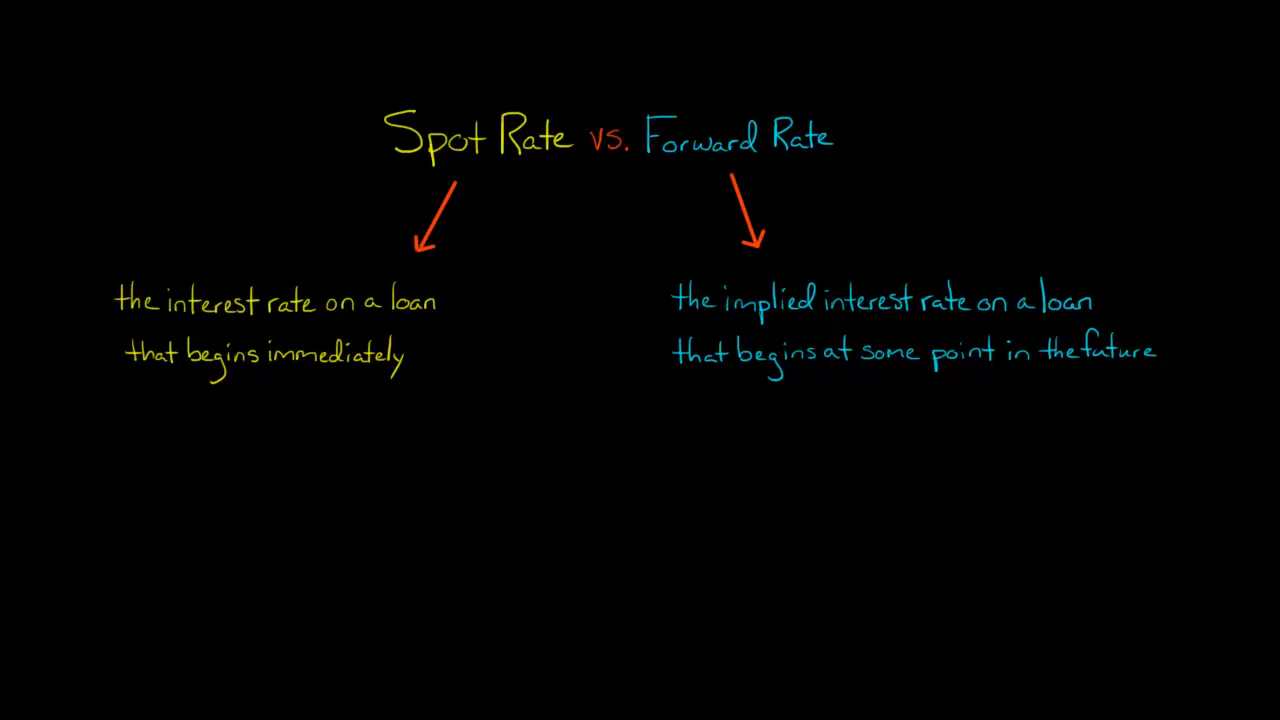 Spot Rate vs. Forward Rate
the interest rate on a loan
that begins immediately
the implied interest rate on a loan
that begins at some point in the future